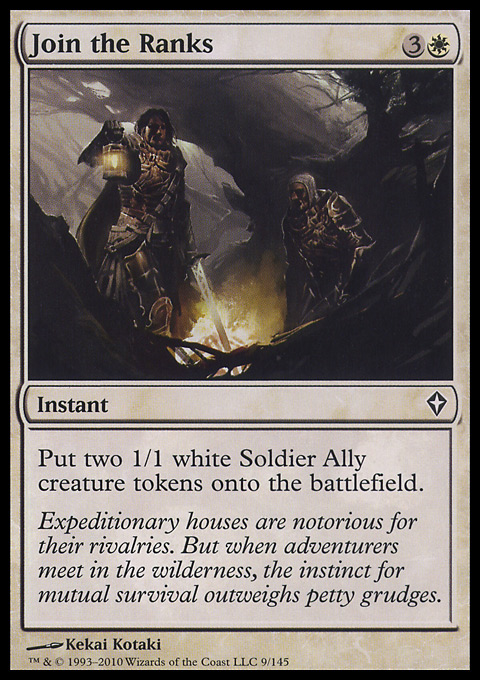 Join the Ranks 3
Instant
Put two 1/1 white Soldier Ally
creature tokens onto the battlefield.
Expeditionary houses are notorious for
their rivalries. But when adventurers
meet in the wilderness, the instinct for
mutual survival outweighs petty grudges.
Kekai Kotaki
™ & © 1993–2010 Wizards of the Coast LLC 9/145